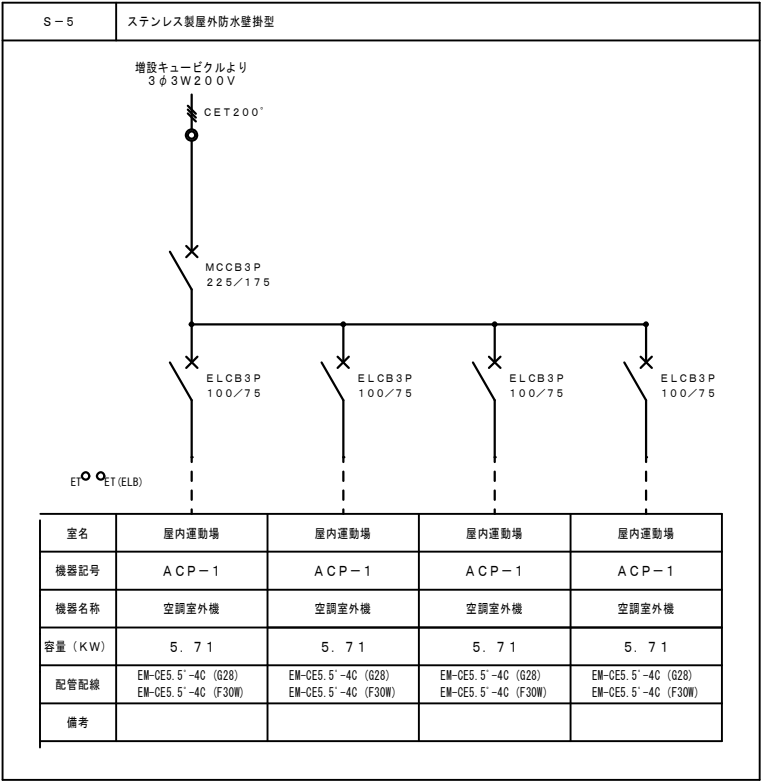 S－5 ステンレス製屋外防水壁掛型
増設キュービクルより
3φ3W200V
CET200゜
MCCB3P
225／175
ELCB3P ELCB3P ELCB3P ELCB3P
100／75 100／75 100／75 100／75
ET ET(ELB)
室名 屋内運動場 屋内運動場 屋内運動場 屋内運動場
機器記号 ACP－1 ACP－1 ACP－1 ACP－1
機器名称 空調室外機 空調室外機 空調室外機 空調室外機
容量（KW） 5．71 5．71 5．71 5．71
配管配線 EM-CE5.5゜-4C (G28) EM-CE5.5゜-4C (G28) EM-CE5.5゜-4C (G28) EM-CE5.5゜-4C (G28)
EM-CE5.5゜-4C (F30W) EM-CE5.5゜-4C (F30W) EM-CE5.5゜-4C (F30W) EM-CE5.5゜-4C (F30W)
備考